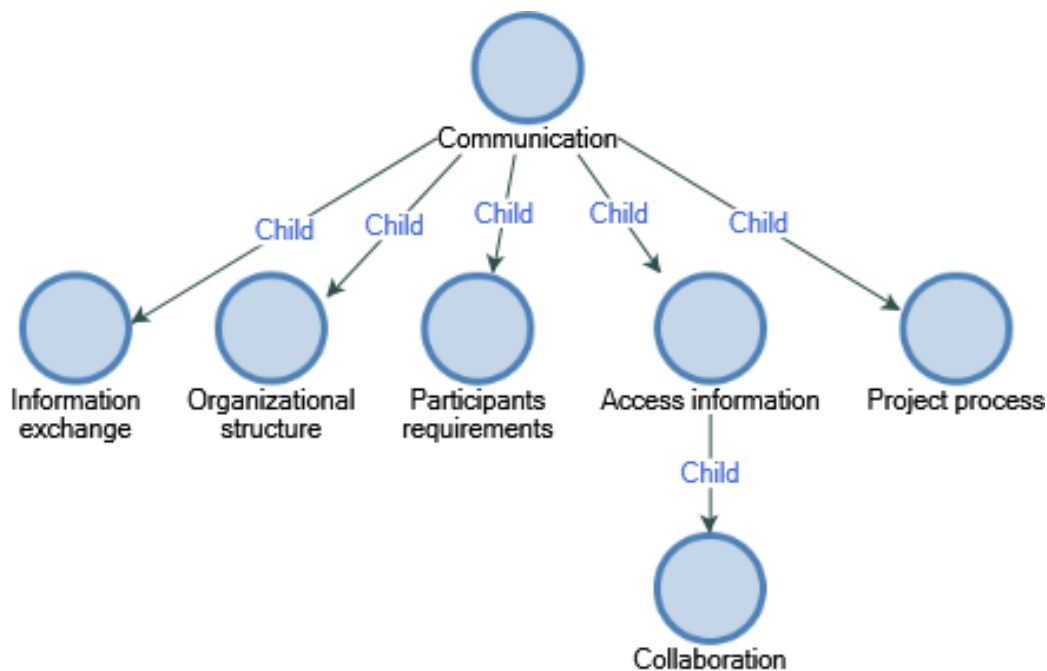 Communication
Child
Child
Child
Child
Child
Information
exchange
Organizational
structure
Participants
requirements
Access information
Project process
Child
Collaboration